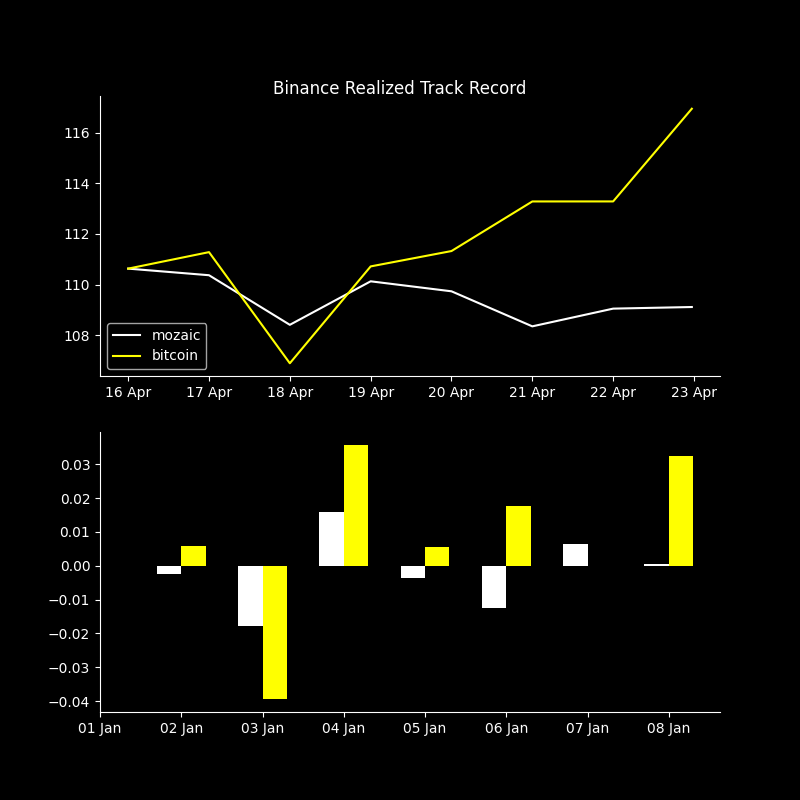 Binance Realized Track Record
116
114
112
110
108
mozaic
bitcoin
16 Apr 17 Apr 18 Apr 19 Apr 20 Apr 21 Apr 22 Apr 23 Apr
0.03
0.02
0.01
0.00
−0.01
−0.02
−0.03
−0.04
01 Jan 02 Jan 03 Jan 04 Jan 05 Jan 06 Jan 07 Jan 08 Jan